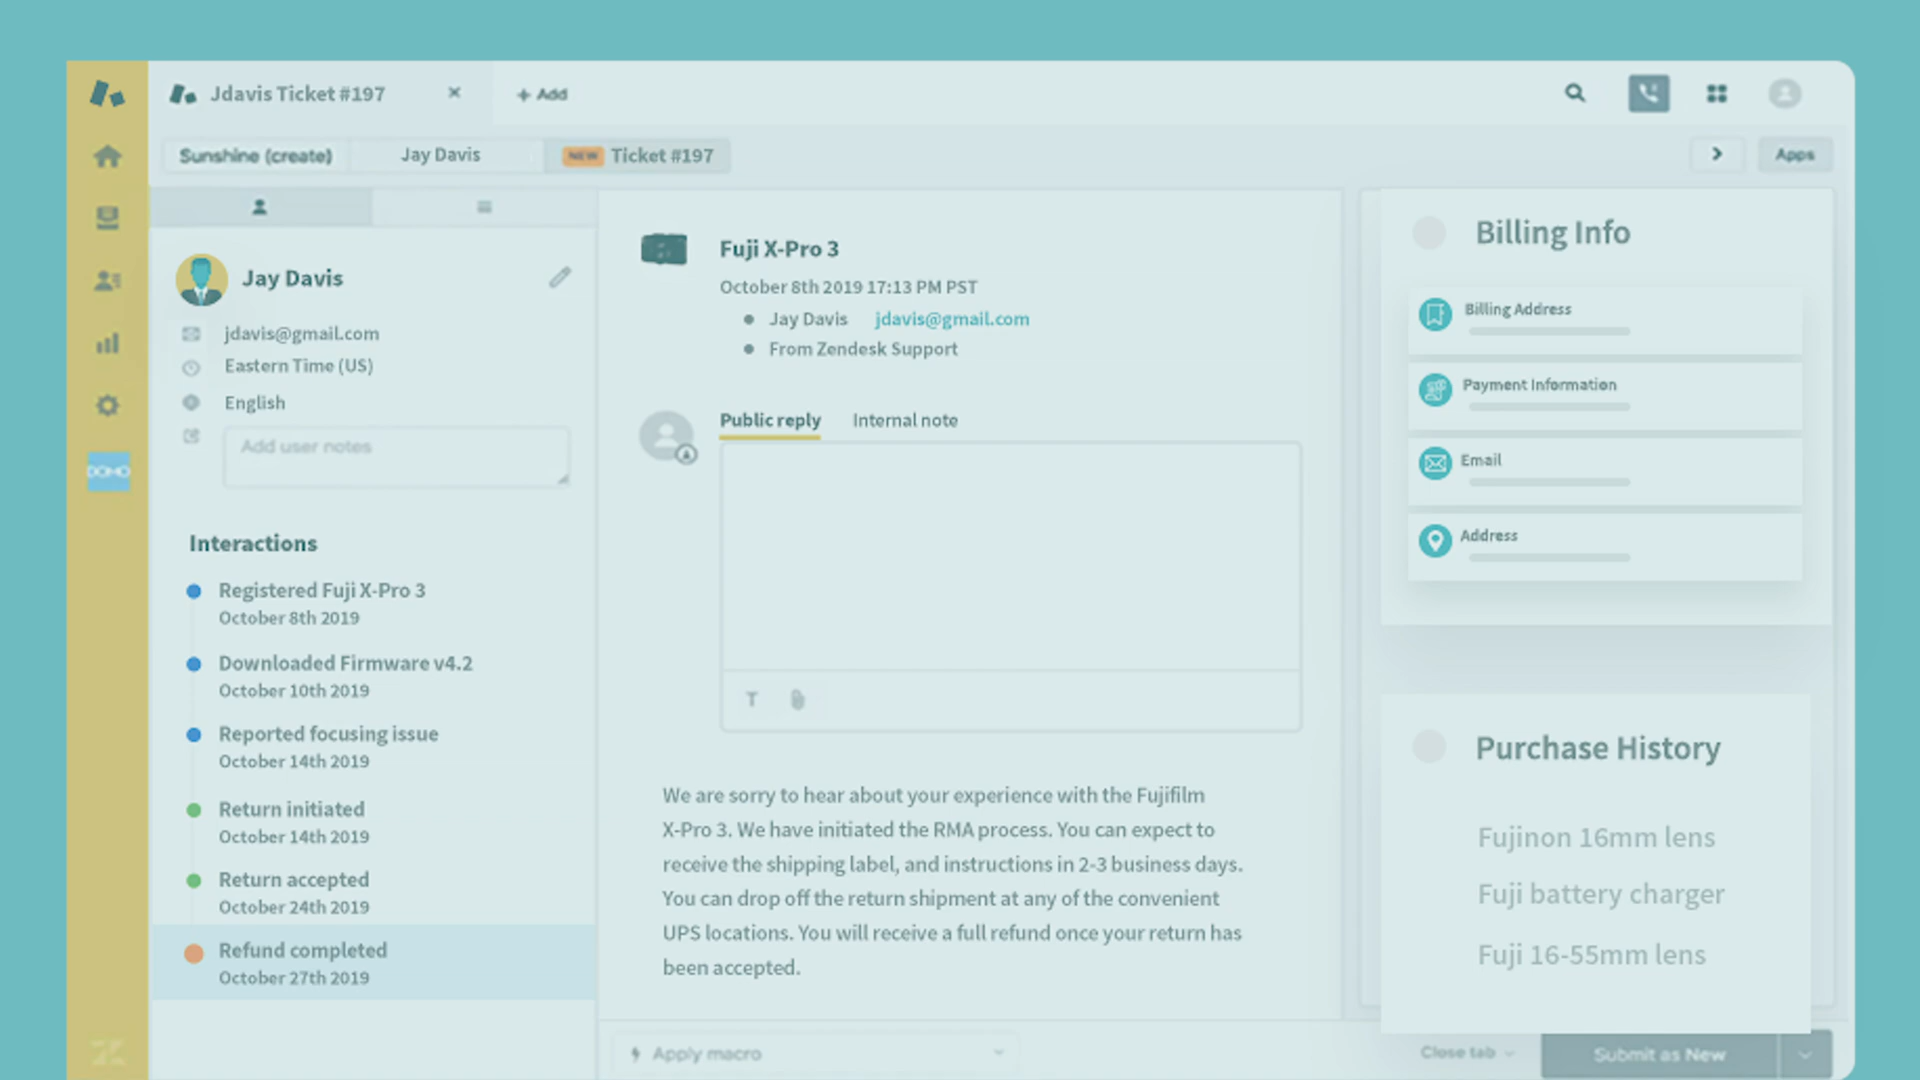 Jdavis Ticket #197
+ Add
Sunshine (create)
Jay Davis
NEW Ticket #197
Apps
Jay Davis
jdavis@gmail.com
Eastern Time (US)
English
Add user notes
DOMO
Interactions
Registered Fuji X-Pro 3
October 8th 2019
Downloaded Firmware v4.2
October 10th 2019
Reported focusing issue
October 14th 2019
Return initiated
October 14th 2019
Return accepted
October 24th 2019
Refund completed
October 27th 2019
Fuji X-Pro 3
October 8th 2019 17:13 PM PST
Jay Davis jdavis@gmail.com
From Zendesk Support
Public reply Internal note
T
We are sorry to hear about your experience with the Fujifilm
X-Pro 3. We have initiated the RMA process. You can expect to
receive the shipping label, and instructions in 2-3 business days.
You can drop off the return shipment at any of the convenient
UPS locations. You will receive a full refund once your return has
been accepted.
Apply macro
Billing Info
Billing Address
Payment Information
Email
Address
Purchase History
Fujinon 16mm lens
Fuji battery charger
Fuji 16-55mm lens
Close tab
Submit as New